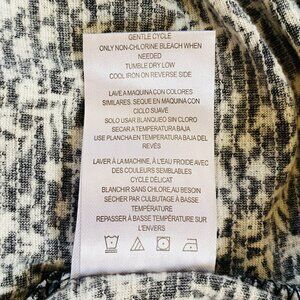 GENTLE CYCLE
ONLY NON-CHLORINE BLEACH WHEN
NEEDED
TUMBLE DRY LOW
COOL IRON ON REVERSE SIDE
LAVE A MAQUINA CON COLORES
SIMILARES. SEQUE EN MAQUINA CON
CICLO SUAVE
SOLO USAR BLANQUEO SIN CLORO
SECAR A TEMPERATURA BAJA
USE PLANCHA EN TEMPERATURA BAJA DEL
REVÉS
LAVER À LA MACHINE, À L'EAU FROIDE AVEC
DES COULEURS SEMBLABLES
CYCLE DÉLICAT
BLANCHIR SANS CHLORE AU BESOIN
SÉCHER PAR CULBUTAGE À BASSE
TEMPÉRATURE
REPASSER À BASSE TEMPÉRATURE SUR
L'ENVERS